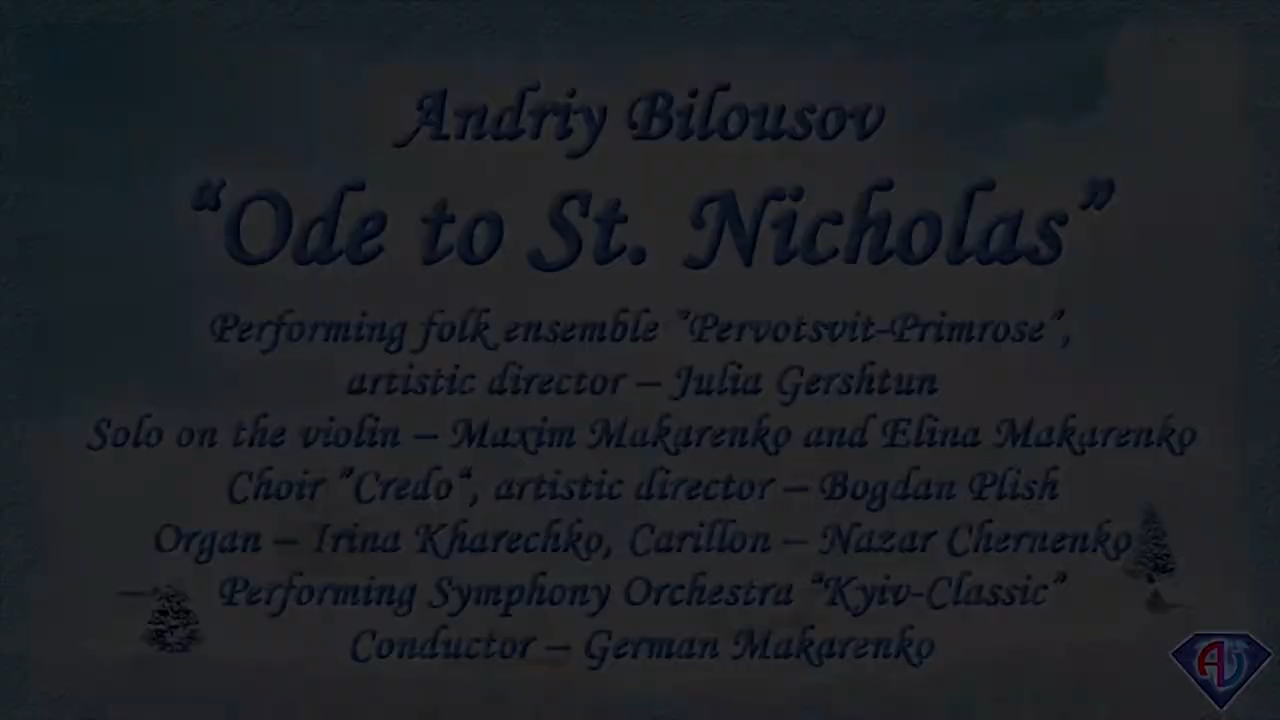 Andriy Bilousov
“Ode to St. Nicholas”
Performing folk ensemble "Pervotsvit-Primrose",
artistic director – Julia Gershtun
Solo on the violin – Maxim Makarenko and Elina Makarenko
Choir "Credo“, artistic director – Bogdan Plish
Organ – Irina Kharechko, Carillon – Nazar Chernenko
Performing Symphony Orchestra “Kyiv-Classic”
Conductor – German Makarenko